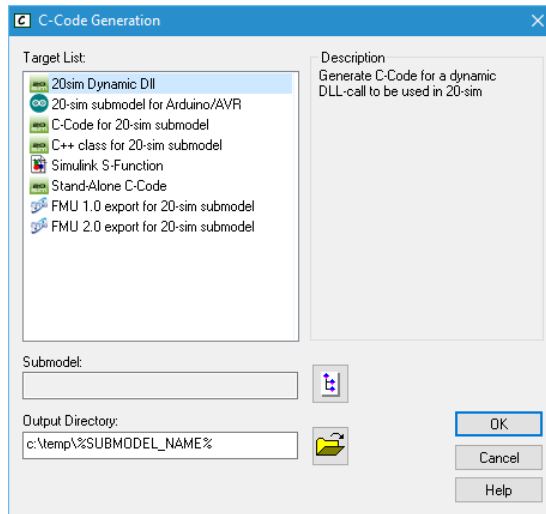 C-Code Generation
Target List:
20sim Dynamic Dll
20-sim submodel for Arduino/AVR
C-Code for 20-sim submodel
C++ class for 20-sim submodel
Simulink S-Function
Stand-Alone C-Code
FMU 1.0 export for 20-sim submodel
FMU 2.0 export for 20-sim submodel
Description
Generate C-Code for a dynamic
DLL-call to be used in 20-sim
Submodel:
Output Directory:
c:\temp\%SUBMODEL_NAME%
OK
Cancel
Help